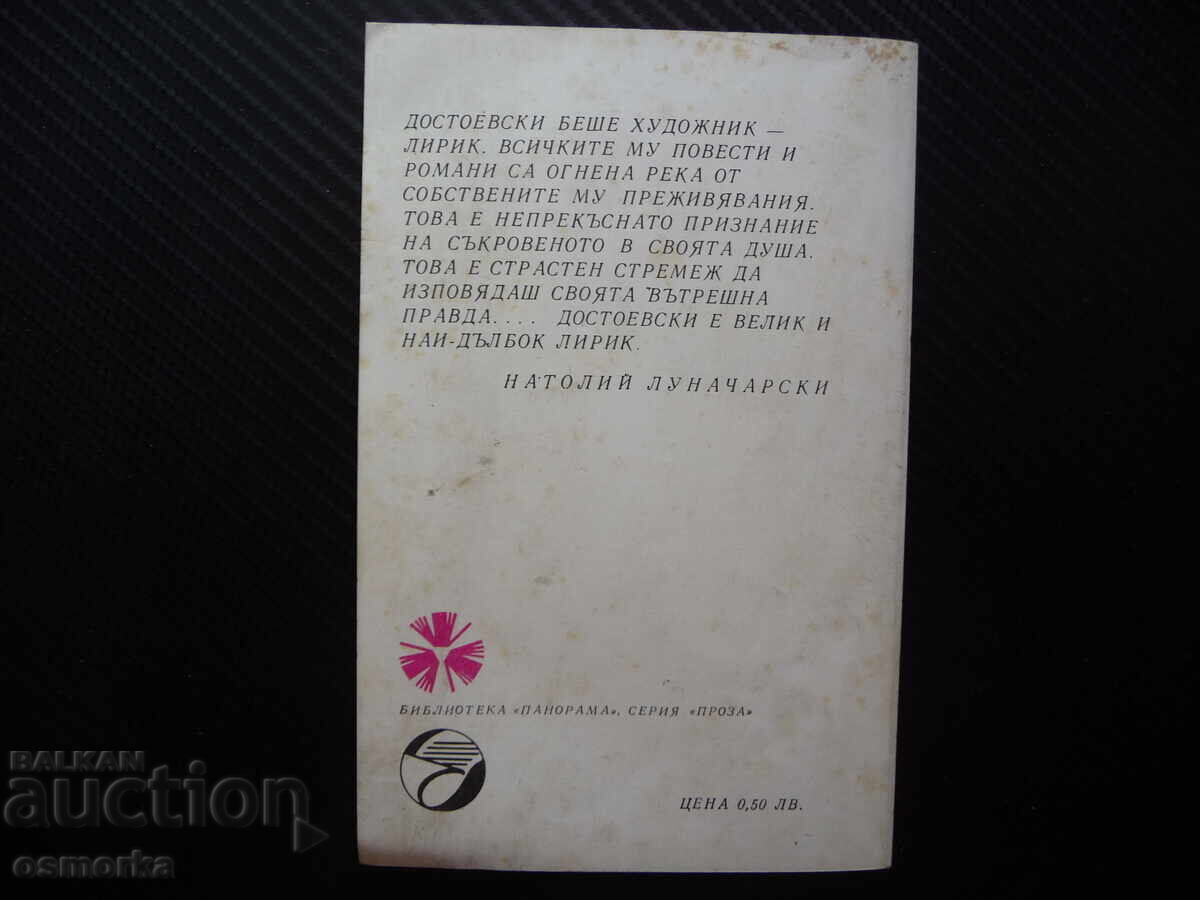 ДОСТОЕВСКИ БЕШЕ ХУДОЖНИК —
ЛИРИК. ВСИЧКИТЕ МУ ПОВЕСТИ И
РОМАНИ СА ОГНЕНА РЕКА ОТ
СОБСТВЕНИТЕ МУ ПРЕЖИВЯВАНИЯ.
ТОВА Е НЕПРЕКЪСНАТО ПРИЗНАНИЕ
НА СЪКРОВЕНОТО В СВОЯТА ДУША.
ТОВА Е СТРАСТЕН СТРЕМЕЖ ДА
ИЗПОВЯДАШ СВОЯТА ВЪТРЕШНА
ПРАВДА.... ДОСТОЕВСКИ Е ВЕЛИК И
НАИ-ДЪЛБОК ЛИРИК.
НАТОЛИЙ ЛУНАЧАРСКИ
БИБЛИОТЕКА «ПАНОРАМА», СЕРИЯ «ПРОЗА»
ЦЕНА 0,50 ЛВ.
BALKAN
auction
osmorka